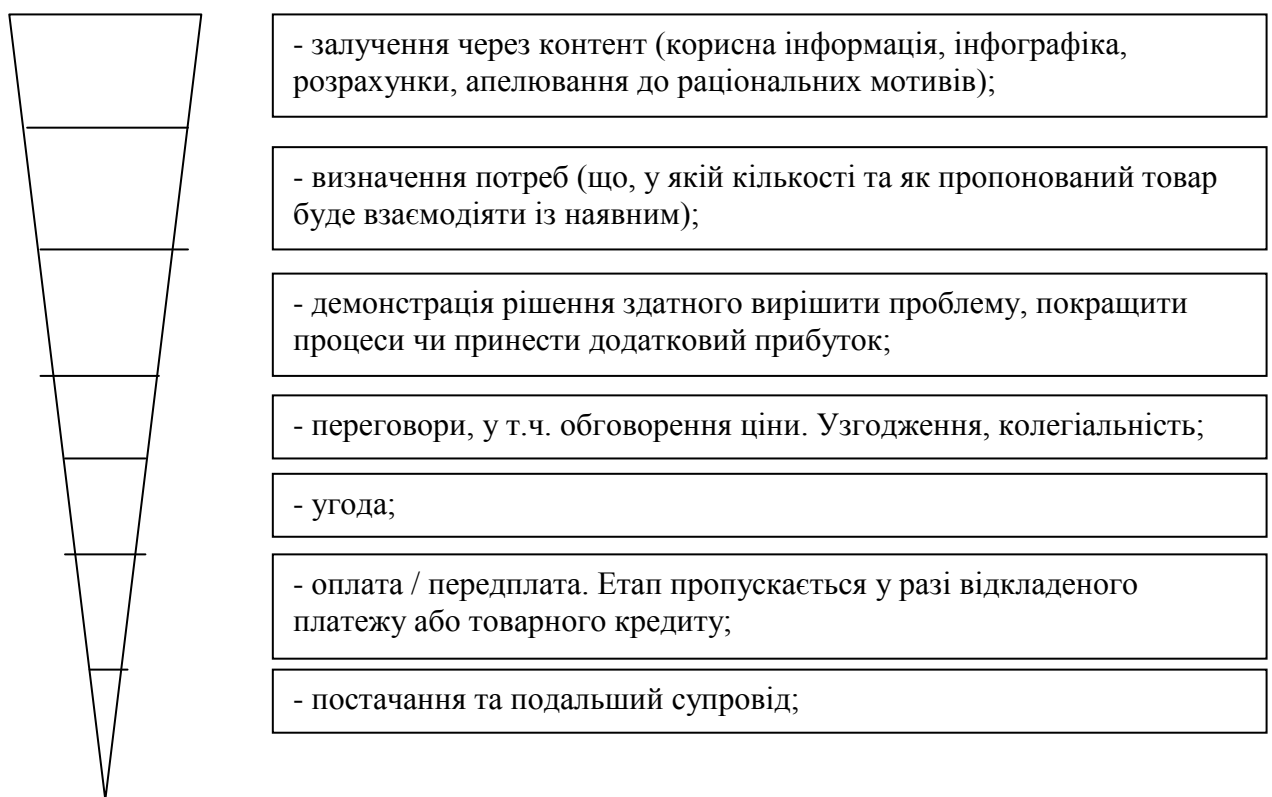 - залучення через контент (корисна інформація, інфографіка,
розрахунки, апелювання до раціональних мотивів);
- визначення потреб (що, у якій кількості та як пропонований товар
буде взаємодіяти із наявним);
- демонстрація рішення здатного вирішити проблему, покращити
процеси чи принести додатковий прибуток;
- переговори, у т.ч. обговорення ціни. Узгодження, колегіальність;
- угода;
- оплата / передплата. Етап пропускається у разі відкладеного
платежу або товарного кредиту;
- постачання та подальший супровід;